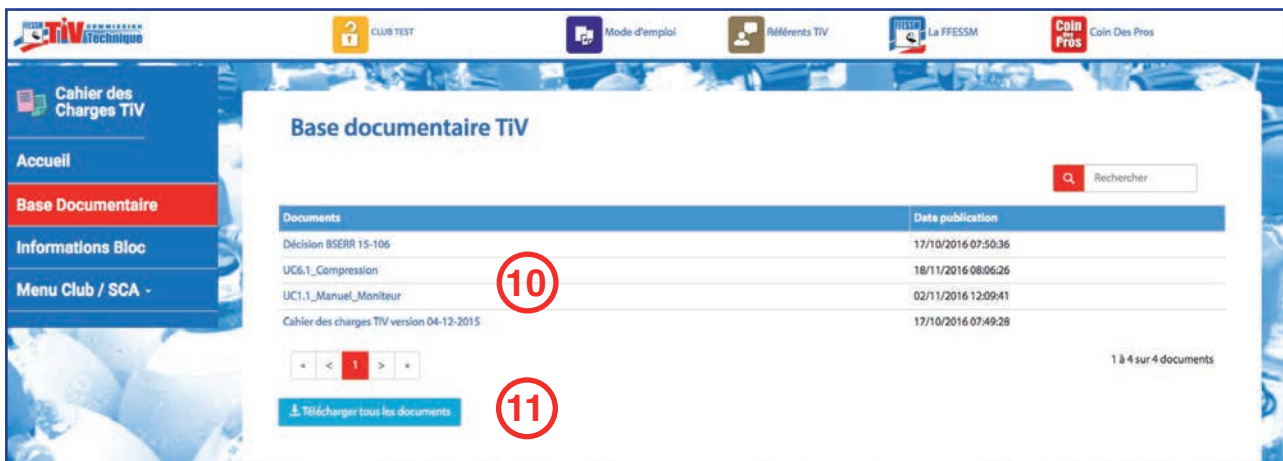 TiV COMMISSION
Technique
CLUB TEST
Mode d'emploi
Référents TIV
FFESSM
La FFESSM
Coin
des
Pros
Coin Des Pros
Cahier des
Charges TIV
Accueil
Base Documentaire
Informations Bloc
Menu Club / SCA -
Base documentaire TiV
Rechercher
Documents Date publication
Décision BSERR 15-106 17/10/2016 07:50:36
UC6.1_Compression 18/11/2016 08:06:26
10
UC1.1_Manuel_Moniteur 02/11/2016 12:09:41
Cahier des charges TIV version 04-12-2015 17/10/2016 07:49:28
« < 1 > »
1 à 4 sur 4 documents
Télécharger tous les documents
11